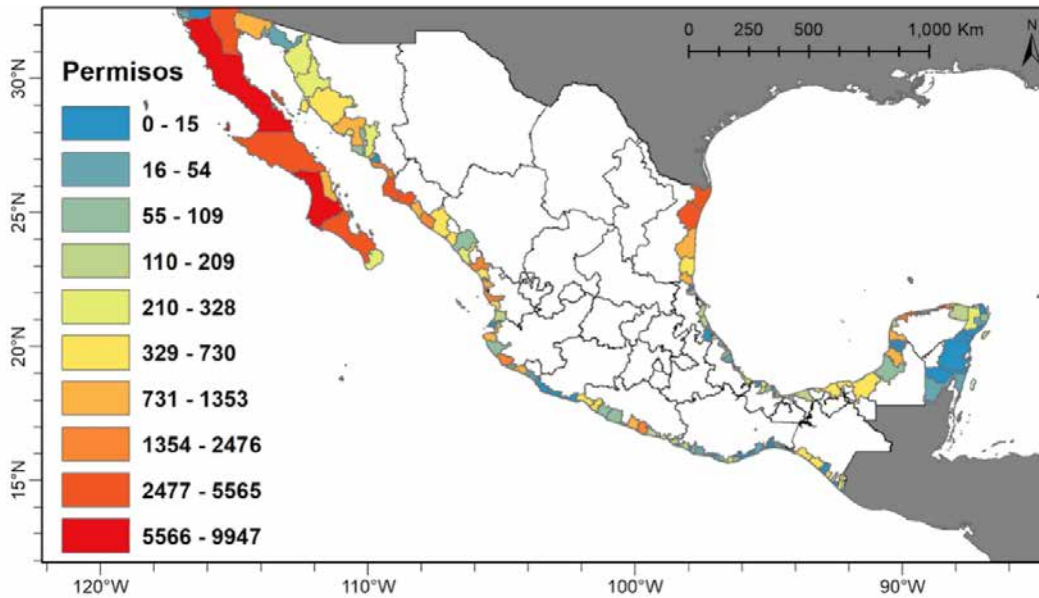 0 250 500 1,000 Km
N
30°N
25°N
20°N
15°N
Permisos
0 - 15
16 - 54
55 - 109
110 - 209
210 - 328
329 - 730
731 - 1353
1354 - 2476
2477 - 5565
5566 - 9947
120°W 110°W 100°W 90°W